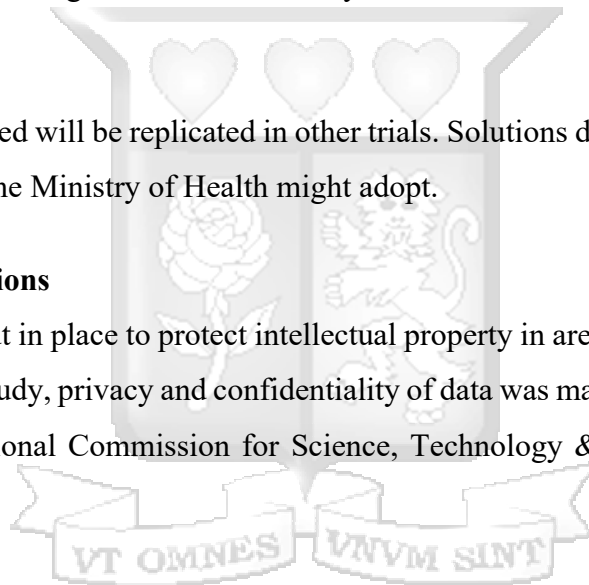 ed will be replicated in other trials. Solutions d
he Ministry of Health might adopt.
ions
ut in place to protect intellectual property in are
udy, privacy and confidentiality of data was ma
ional Commission for Science, Technology &
VT OMNES VNVM SINT